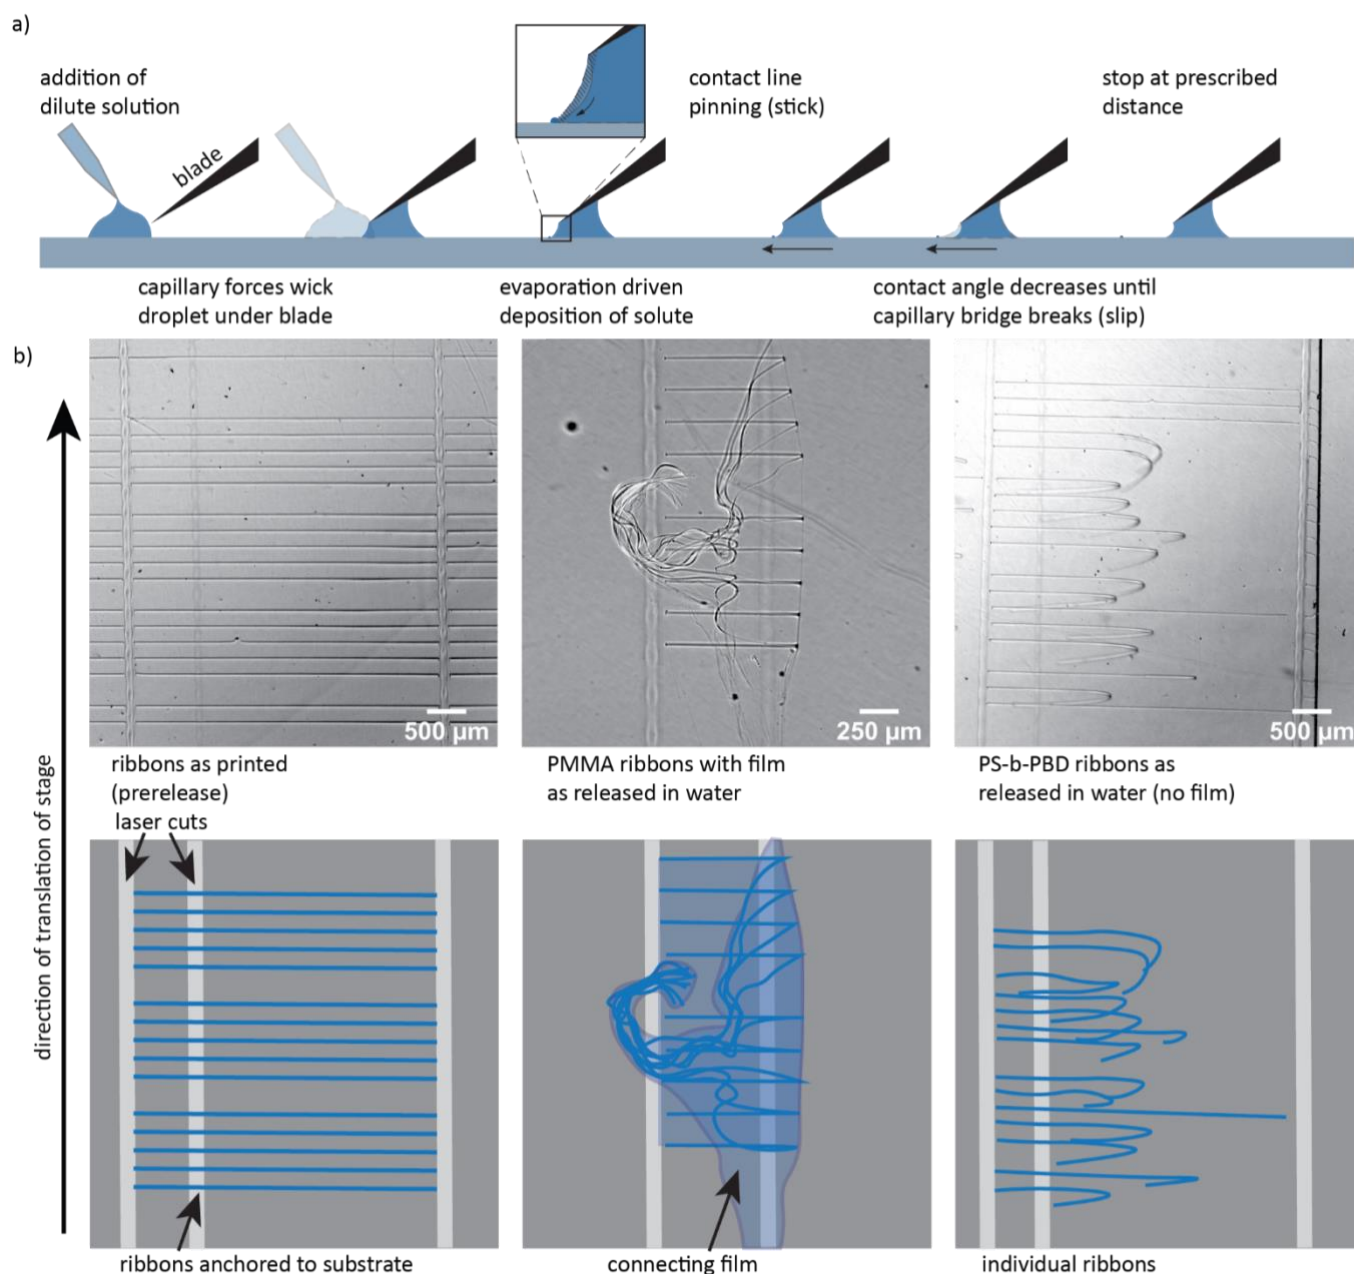 a)
addition of
dilute solution
blade
contact line
pinning (stick)
stop at prescribed
distance
capillary forces wick
droplet under blade
evaporation driven
deposition of solute
contact angle decreases until
capillary bridge breaks (slip)
b)
direction of translation of stage
500 µm
250 µm
500 µm
ribbons as printed
(prerelease)
laser cuts
PMMA ribbons with film
as released in water
PS-b-PBD ribbons as
released in water (no film)
ribbons anchored to substrate
connecting film
individual ribbons